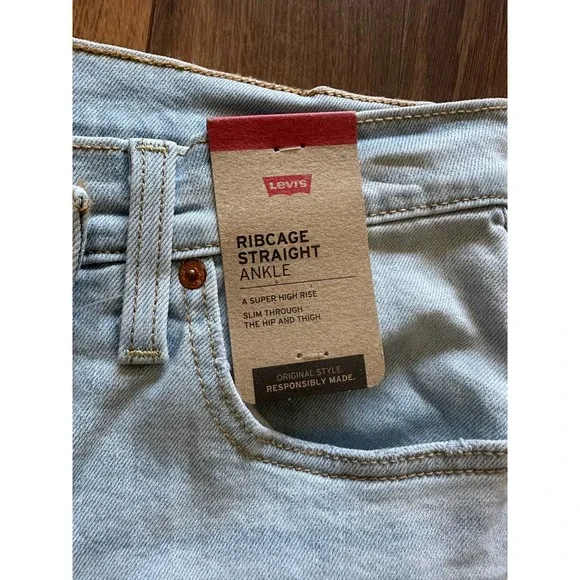 Levi's
RIBCAGE
STRAIGHT
ANKLE
A SUPER HIGH RISE
SLIM THROUGH
THE HIP AND THIGH
ORIGINAL STYLE.
RESPONSIBLY MADE.